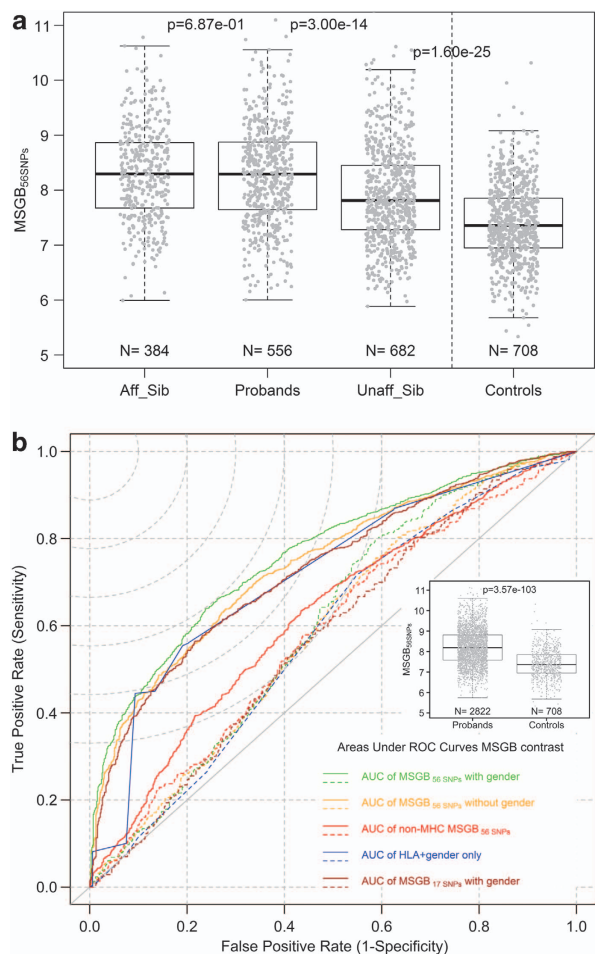 a
p=6.87e-01 p=3.00e-14
p=1.60e-25
11
10
9
8
7
6
5
MSGB56SNPs
N= 384 N= 556 N= 682 N= 708
Aff_Sib Probands Unaff_Sib Controls
b
1.0
0.8
0.6
0.4
0.2
0.0
True Positive Rate (Sensitivity)
p=3.57e-103
11
10
9
8
7
6
5
4
MSGB56SNPs
N= 2822 N= 708
Probands Controls
Areas Under ROC Curves MSGB contrast
AUC of MSGB 56 SNPs with gender
AUC of MSGB 56 SNPs without gender
AUC of non-MHC MSGB 56 SNPs
AUC of HLA+gender only
AUC of MSGB 17 SNPs with gender
0.0 0.2 0.4 0.6 0.8 1.0
False Positive Rate (1-Specificity)